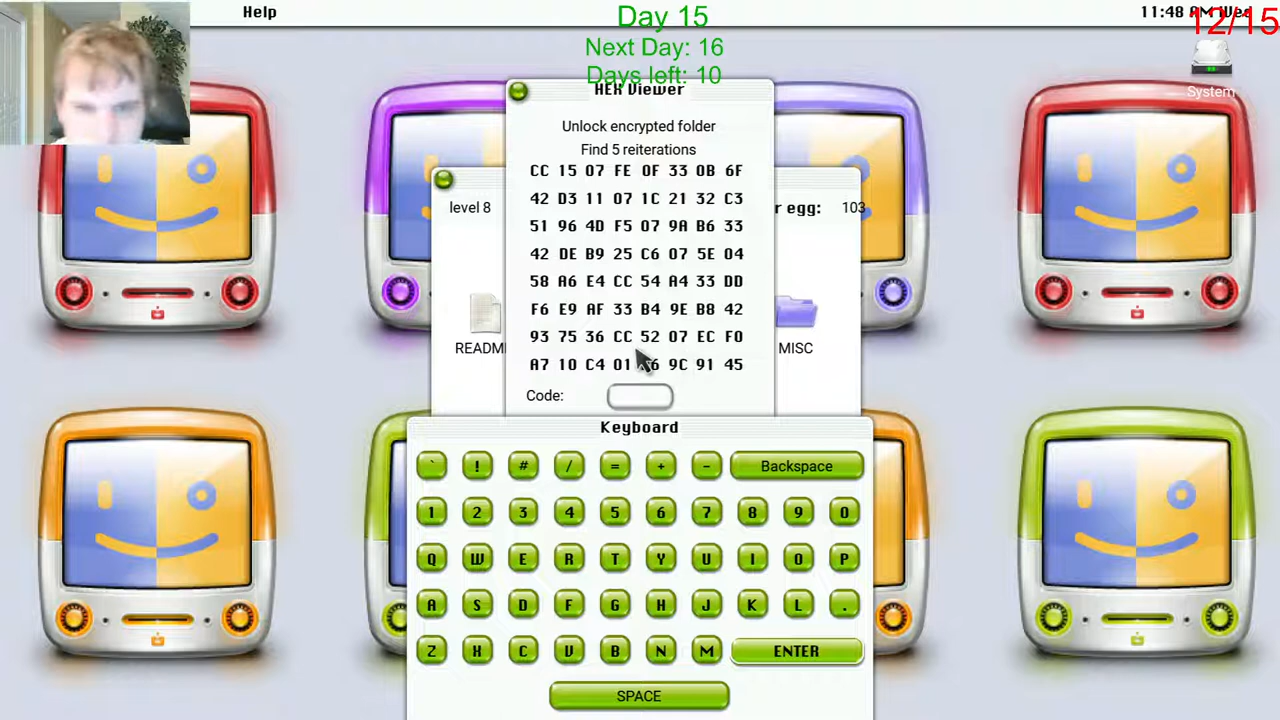 Help
Day 15
11:48 AM Wed
12/15
Next Day: 16
Days left: 10
System
HEX Viewer
Unlock encrypted folder
Find 5 reiterations
CC 15 07 FE 0F 33 0B 6F
42 D3 11 07 1C 21 32 C3
level 8
r egg: 103
51 96 4D F5 07 9A B6 33
42 DE B9 25 C6 07 5E 04
58 A6 E4 CC 54 A4 33 DD
F6 E9 AF 33 B4 9E B8 42
93 75 36 CC 52 07 EC F0
READM
MISC
A7 10 C4 01 6 9C 91 45
Code:
Keyboard
` ! # / = + - Backspace
1 2 3 4 5 6 7 8 9 0
Q W E R T Y U I O P
A S D F G H J K L .
Z X C V B N M ENTER
SPACE